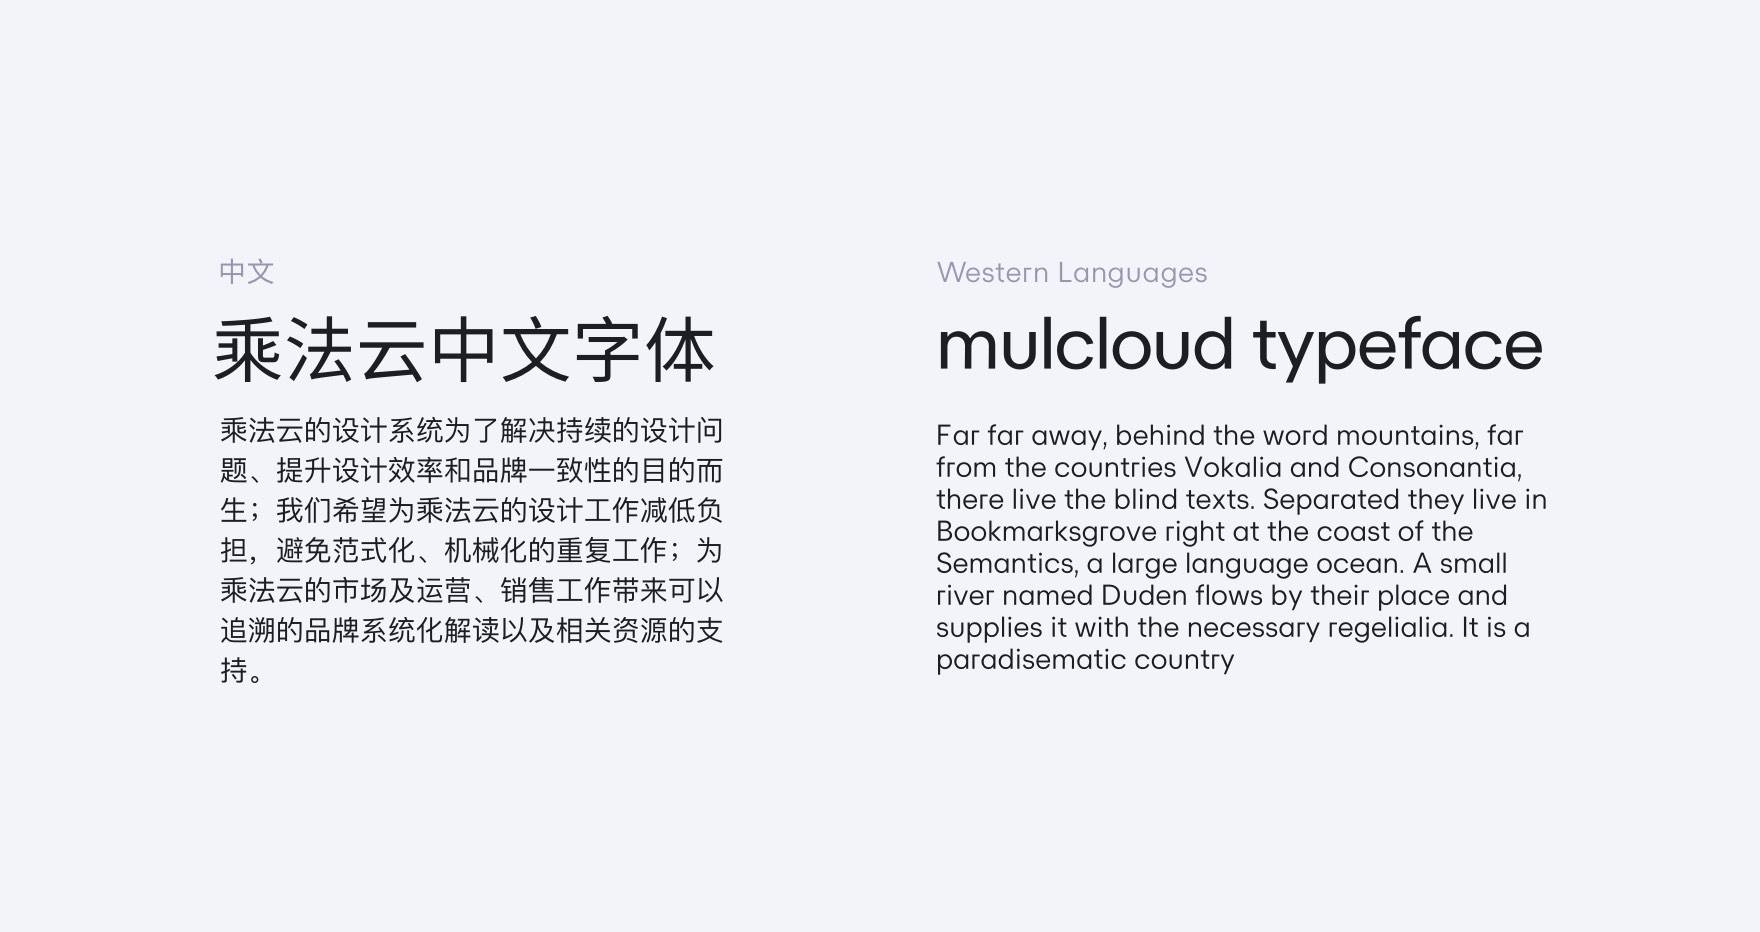 中文
乘法云中文字体
乘法云的设计系统为了解决持续的设计问
题、提升设计效率和品牌一致性的目的而
生；我们希望为乘法云的设计工作减低负
担，避免范式化、机械化的重复工作；为
乘法云的市场及运营、销售工作带来可以
追溯的品牌系统化解读以及相关资源的支
持。
Western Languages
mulcloud typeface
Far far away, behind the word mountains, far
from the countries Vokalia and Consonantia,
there live the blind texts. Separated they live in
Bookmarksgrove right at the coast of the
Semantics, a large language ocean. A small
river named Duden flows by their place and
supplies it with the necessary regelialia. It is a
paradisematic country